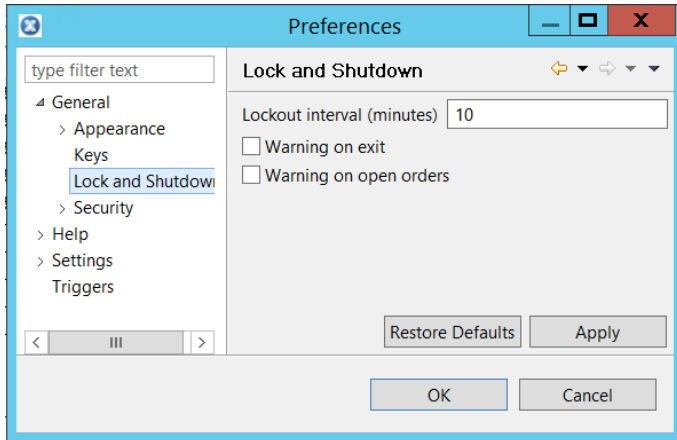 Preferences
type filter text
General
Appearance
Keys
Lock and Shutdown
Security
Help
Settings
Triggers
Lock and Shutdown
Lockout interval (minutes) 10
Warning on exit
Warning on open orders
Restore Defaults Apply
OK Cancel